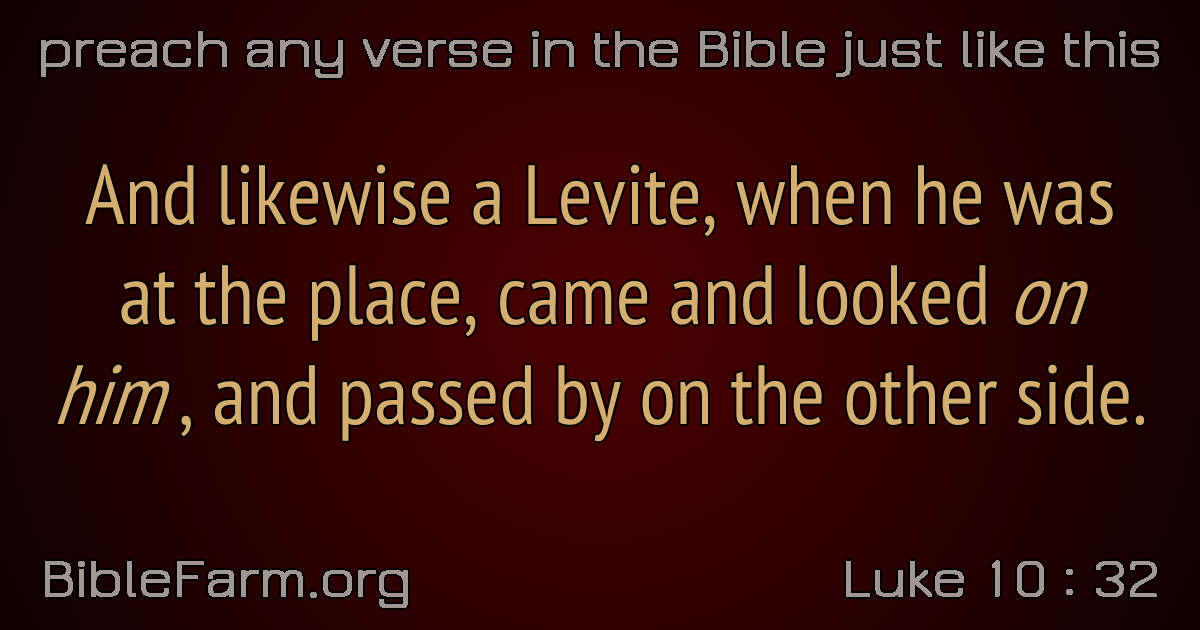 preach any verse in the Bible just like this
And likewise a Levite, when he was
at the place, came and looked on
him , and passed by on the other side.
BibleFarm.org
Luke 10 : 32